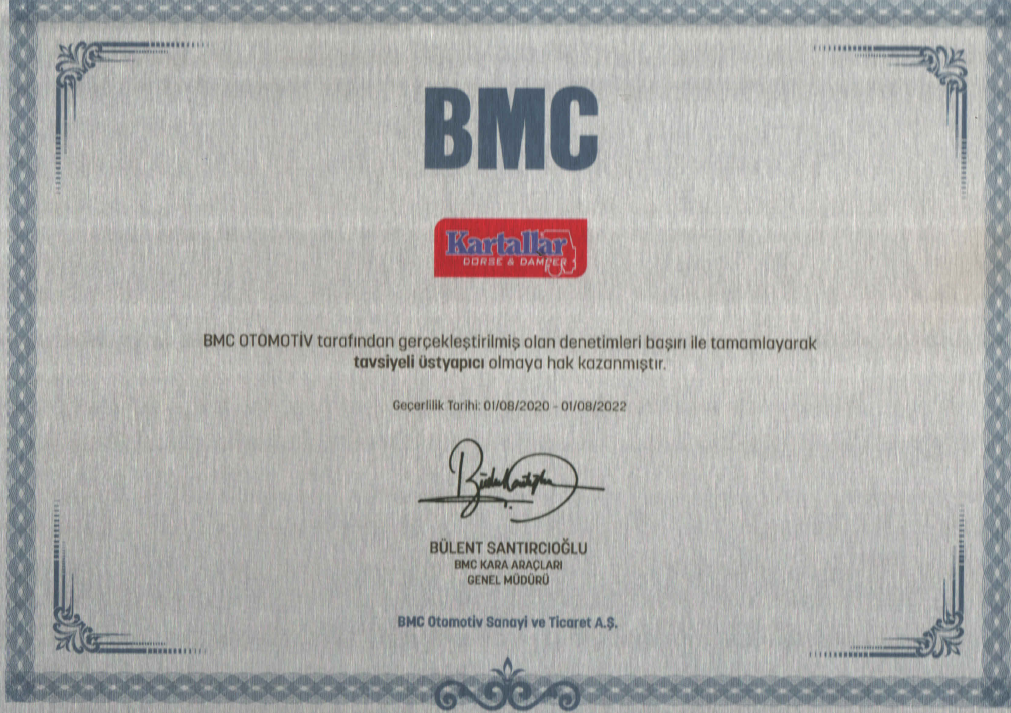 BMC
Kartallar
DORSE & DAMPER
BMC OTOMOTİV tarafından gerçekleştirilmiş olan denetimleri başırı ile tamamlayarak
tavsiyeli üstyapıcı olmaya hak kazanmıştır.
Geçerlilik Tarihi: 01/08/2020 - 01/08/2022
BÜLENT SANTIRCIOĞLU
BMC KARA ARAÇLARI
GENEL MÜDÜRÜ
BMC Otomotiv Sanayi ve Ticaret A.Ş.